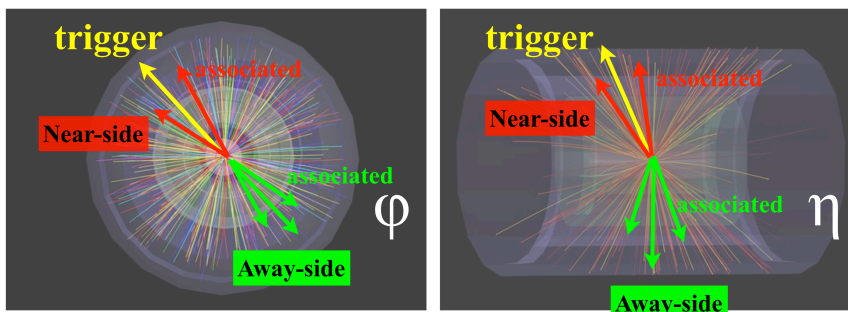 trigger
associated
Near-side
associated
φ
Away-side
trigger
associated
Near-side
associated
η
Away-side